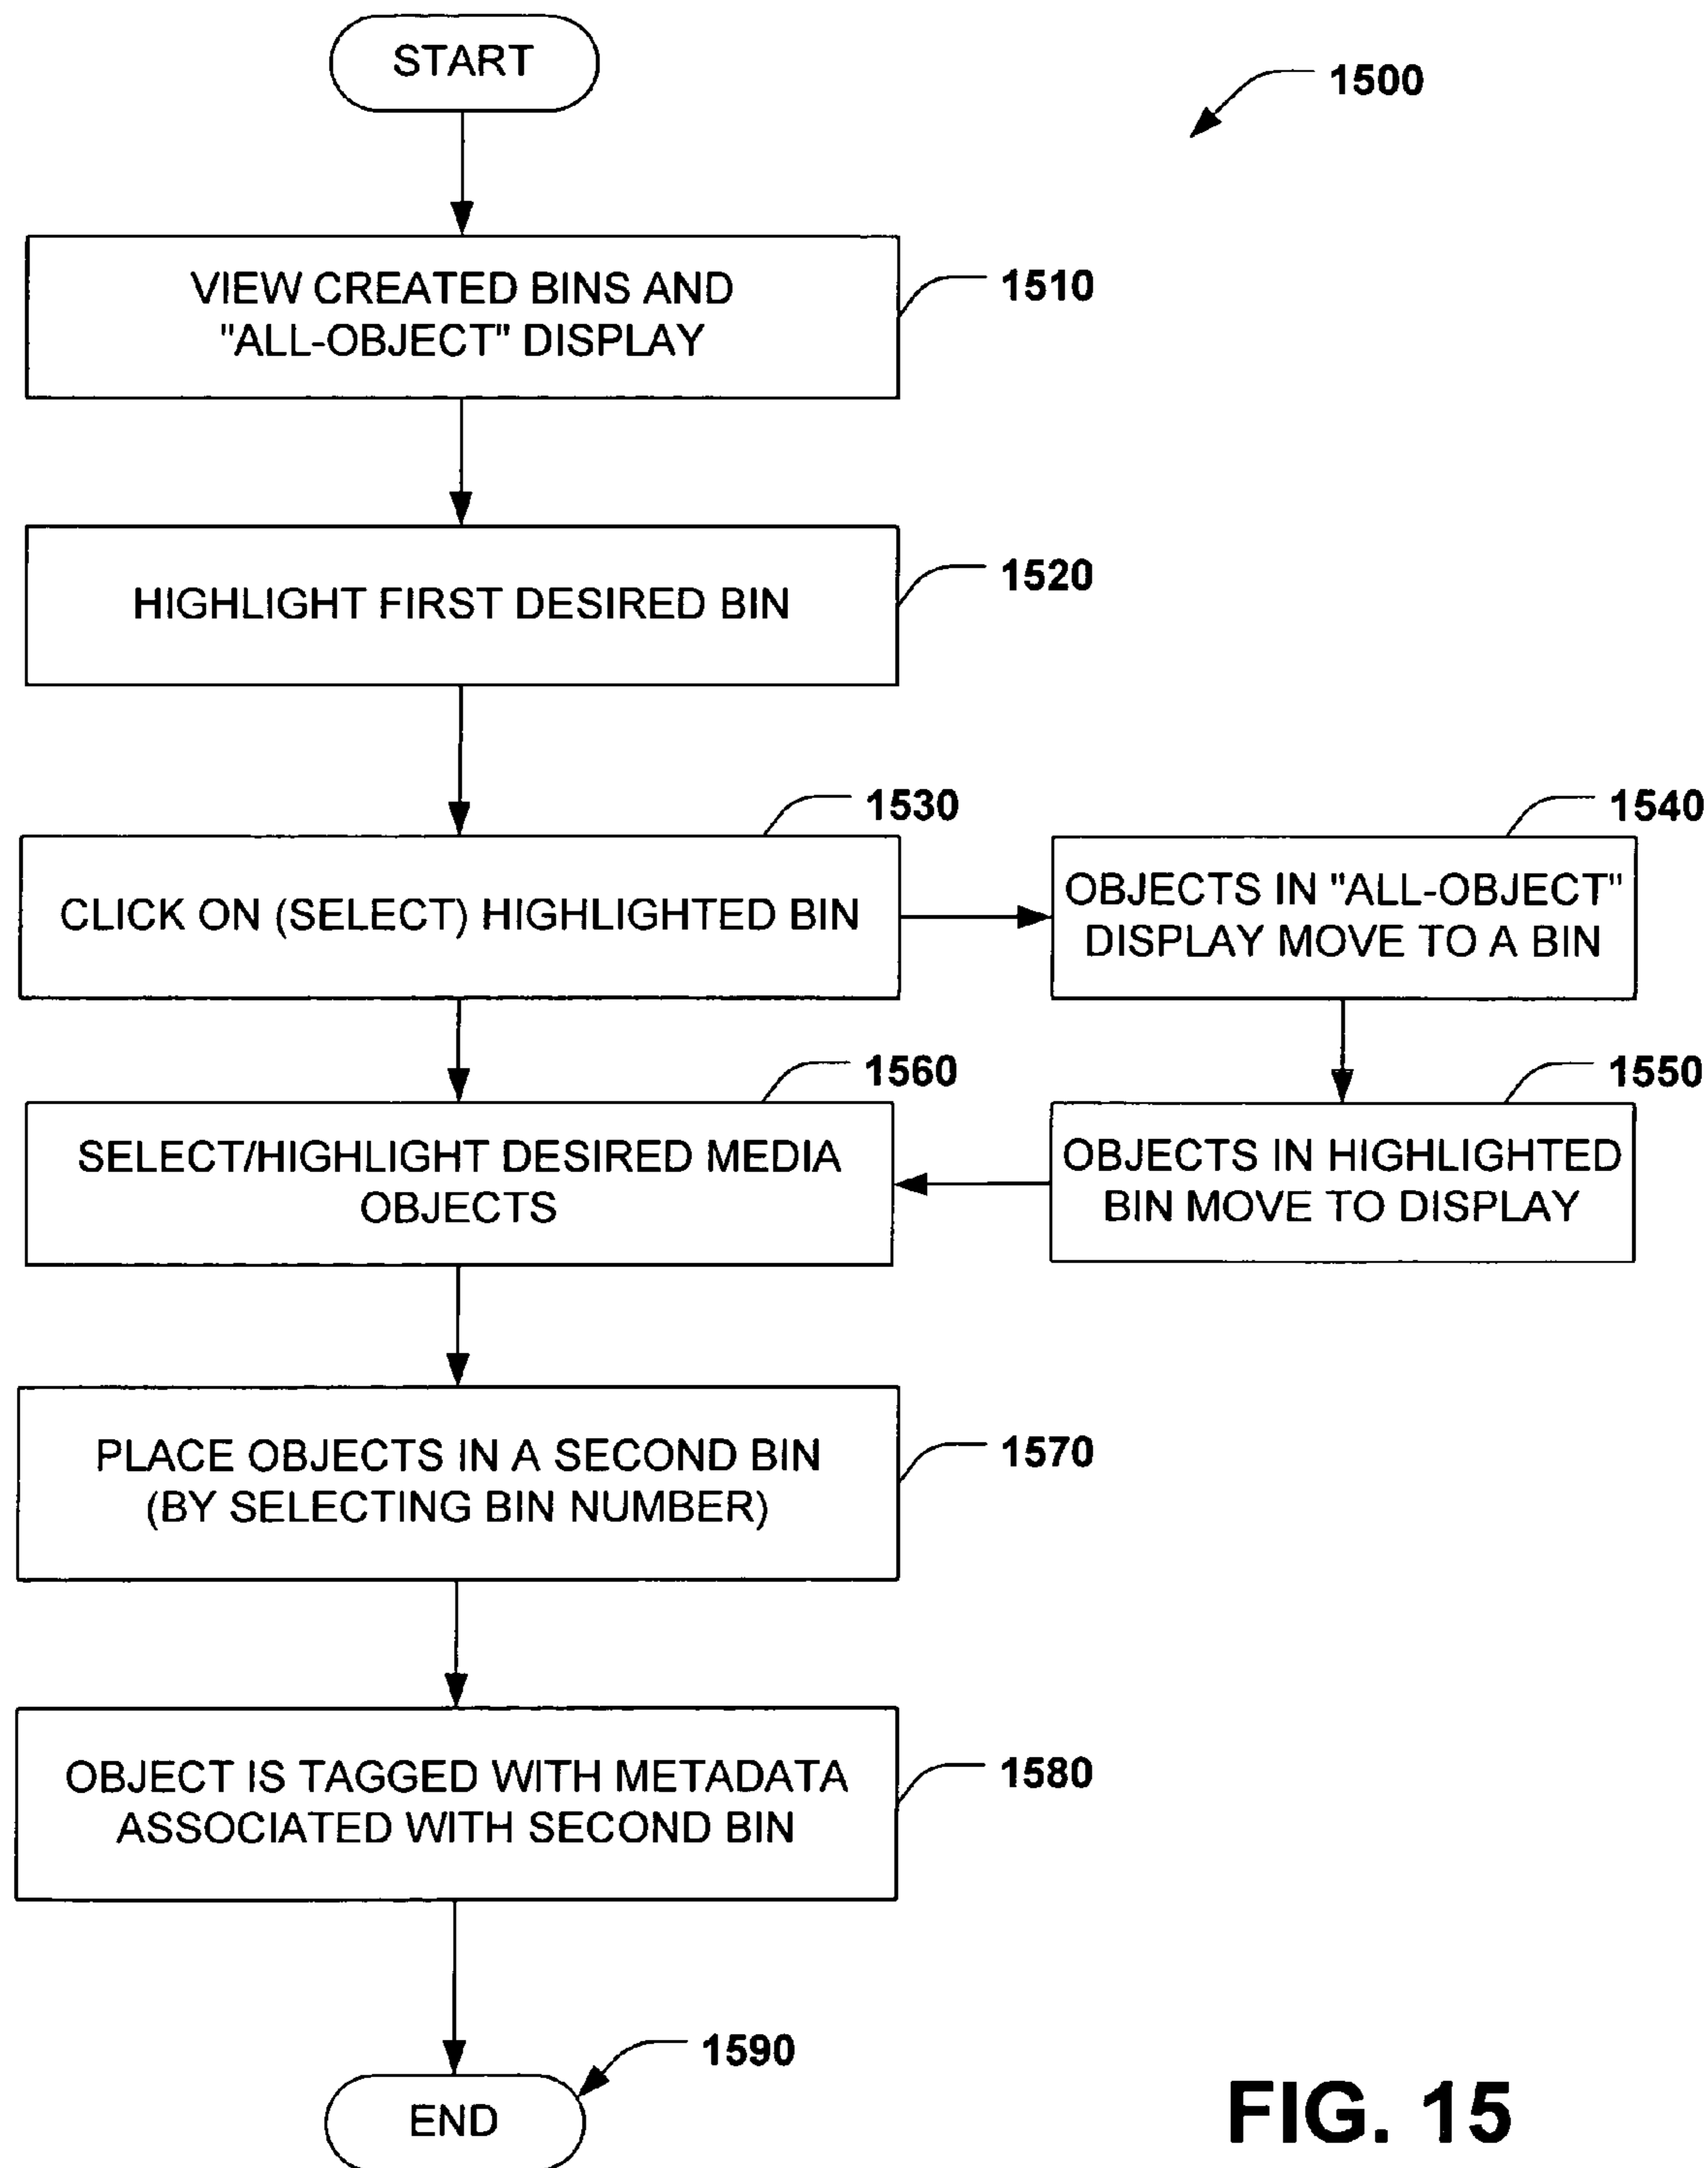 START
1500
VIEW CREATED BINS AND
"ALL-OBJECT" DISPLAY
1510
HIGHLIGHT FIRST DESIRED BIN
1520
1530
CLICK ON (SELECT) HIGHLIGHTED BIN
1540
OBJECTS IN "ALL-OBJECT"
DISPLAY MOVE TO A BIN
1560
SELECT/HIGHLIGHT DESIRED MEDIA
OBJECTS
1550
OBJECTS IN HIGHLIGHTED
BIN MOVE TO DISPLAY
PLACE OBJECTS IN A SECOND BIN
(BY SELECTING BIN NUMBER)
1570
OBJECT IS TAGGED WITH METADATA
ASSOCIATED WITH SECOND BIN
1580
1590
END
FIG. 15